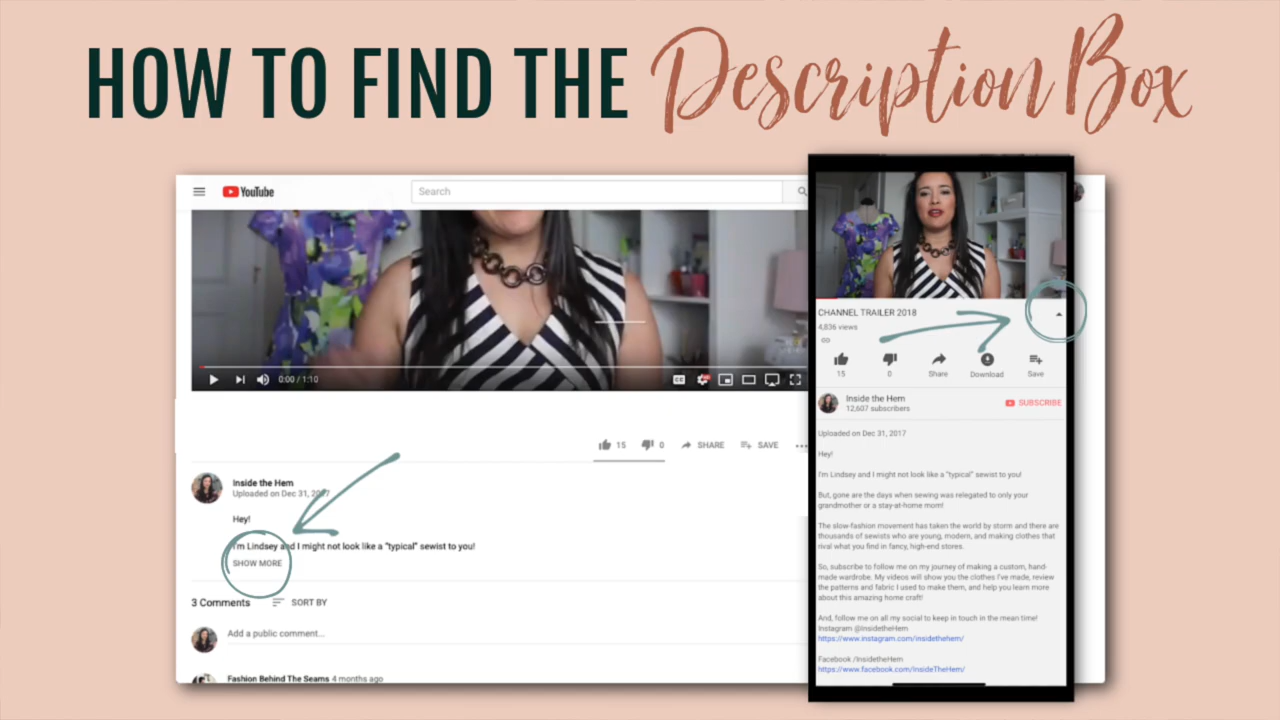 HOW TO FIND THE Description Box
YouTube
Search
0:00 / 1:10
CC
15
0
SHARE
SAVE
Inside the Hem
Uploaded on Dec 31, 2017
Hey!
I'm Lindsey and I might not look like a "typical" sewist to you!
SHOW MORE
3 Comments
SORT BY
Add a public comment...
Fashion Behind The Seams 4 months ago
CHANNEL TRAILER 2018
4,836 views
15
0
Share
Download
Save
Inside the Hem
12,607 subscribers
SUBSCRIBE
Uploaded on Dec 31, 2017
Hey!
I'm Lindsey and I might not look like a "typical" sewist to you!
But, gone are the days when sewing was relegated to only your
grandmother or a stay-at-home mom!
The slow-fashion movement has taken the world by storm and there are
thousands of sewists who are young, modern, and making clothes that
rival what you find in fancy, high-end stores.
So, subscribe to follow me on my journey of making a custom, hand-
made wardrobe. My videos will show you the clothes I've made, review
the patterns and fabric I used to make them, and help you learn more
about this amazing home craft!
And, follow me on all my social to keep in touch in the mean time!
Instagram @InsidetheHem
https://www.instagram.com/insidethehem/
Facebook /InsidetheHem
https://www.facebook.com/InsideTheHem/